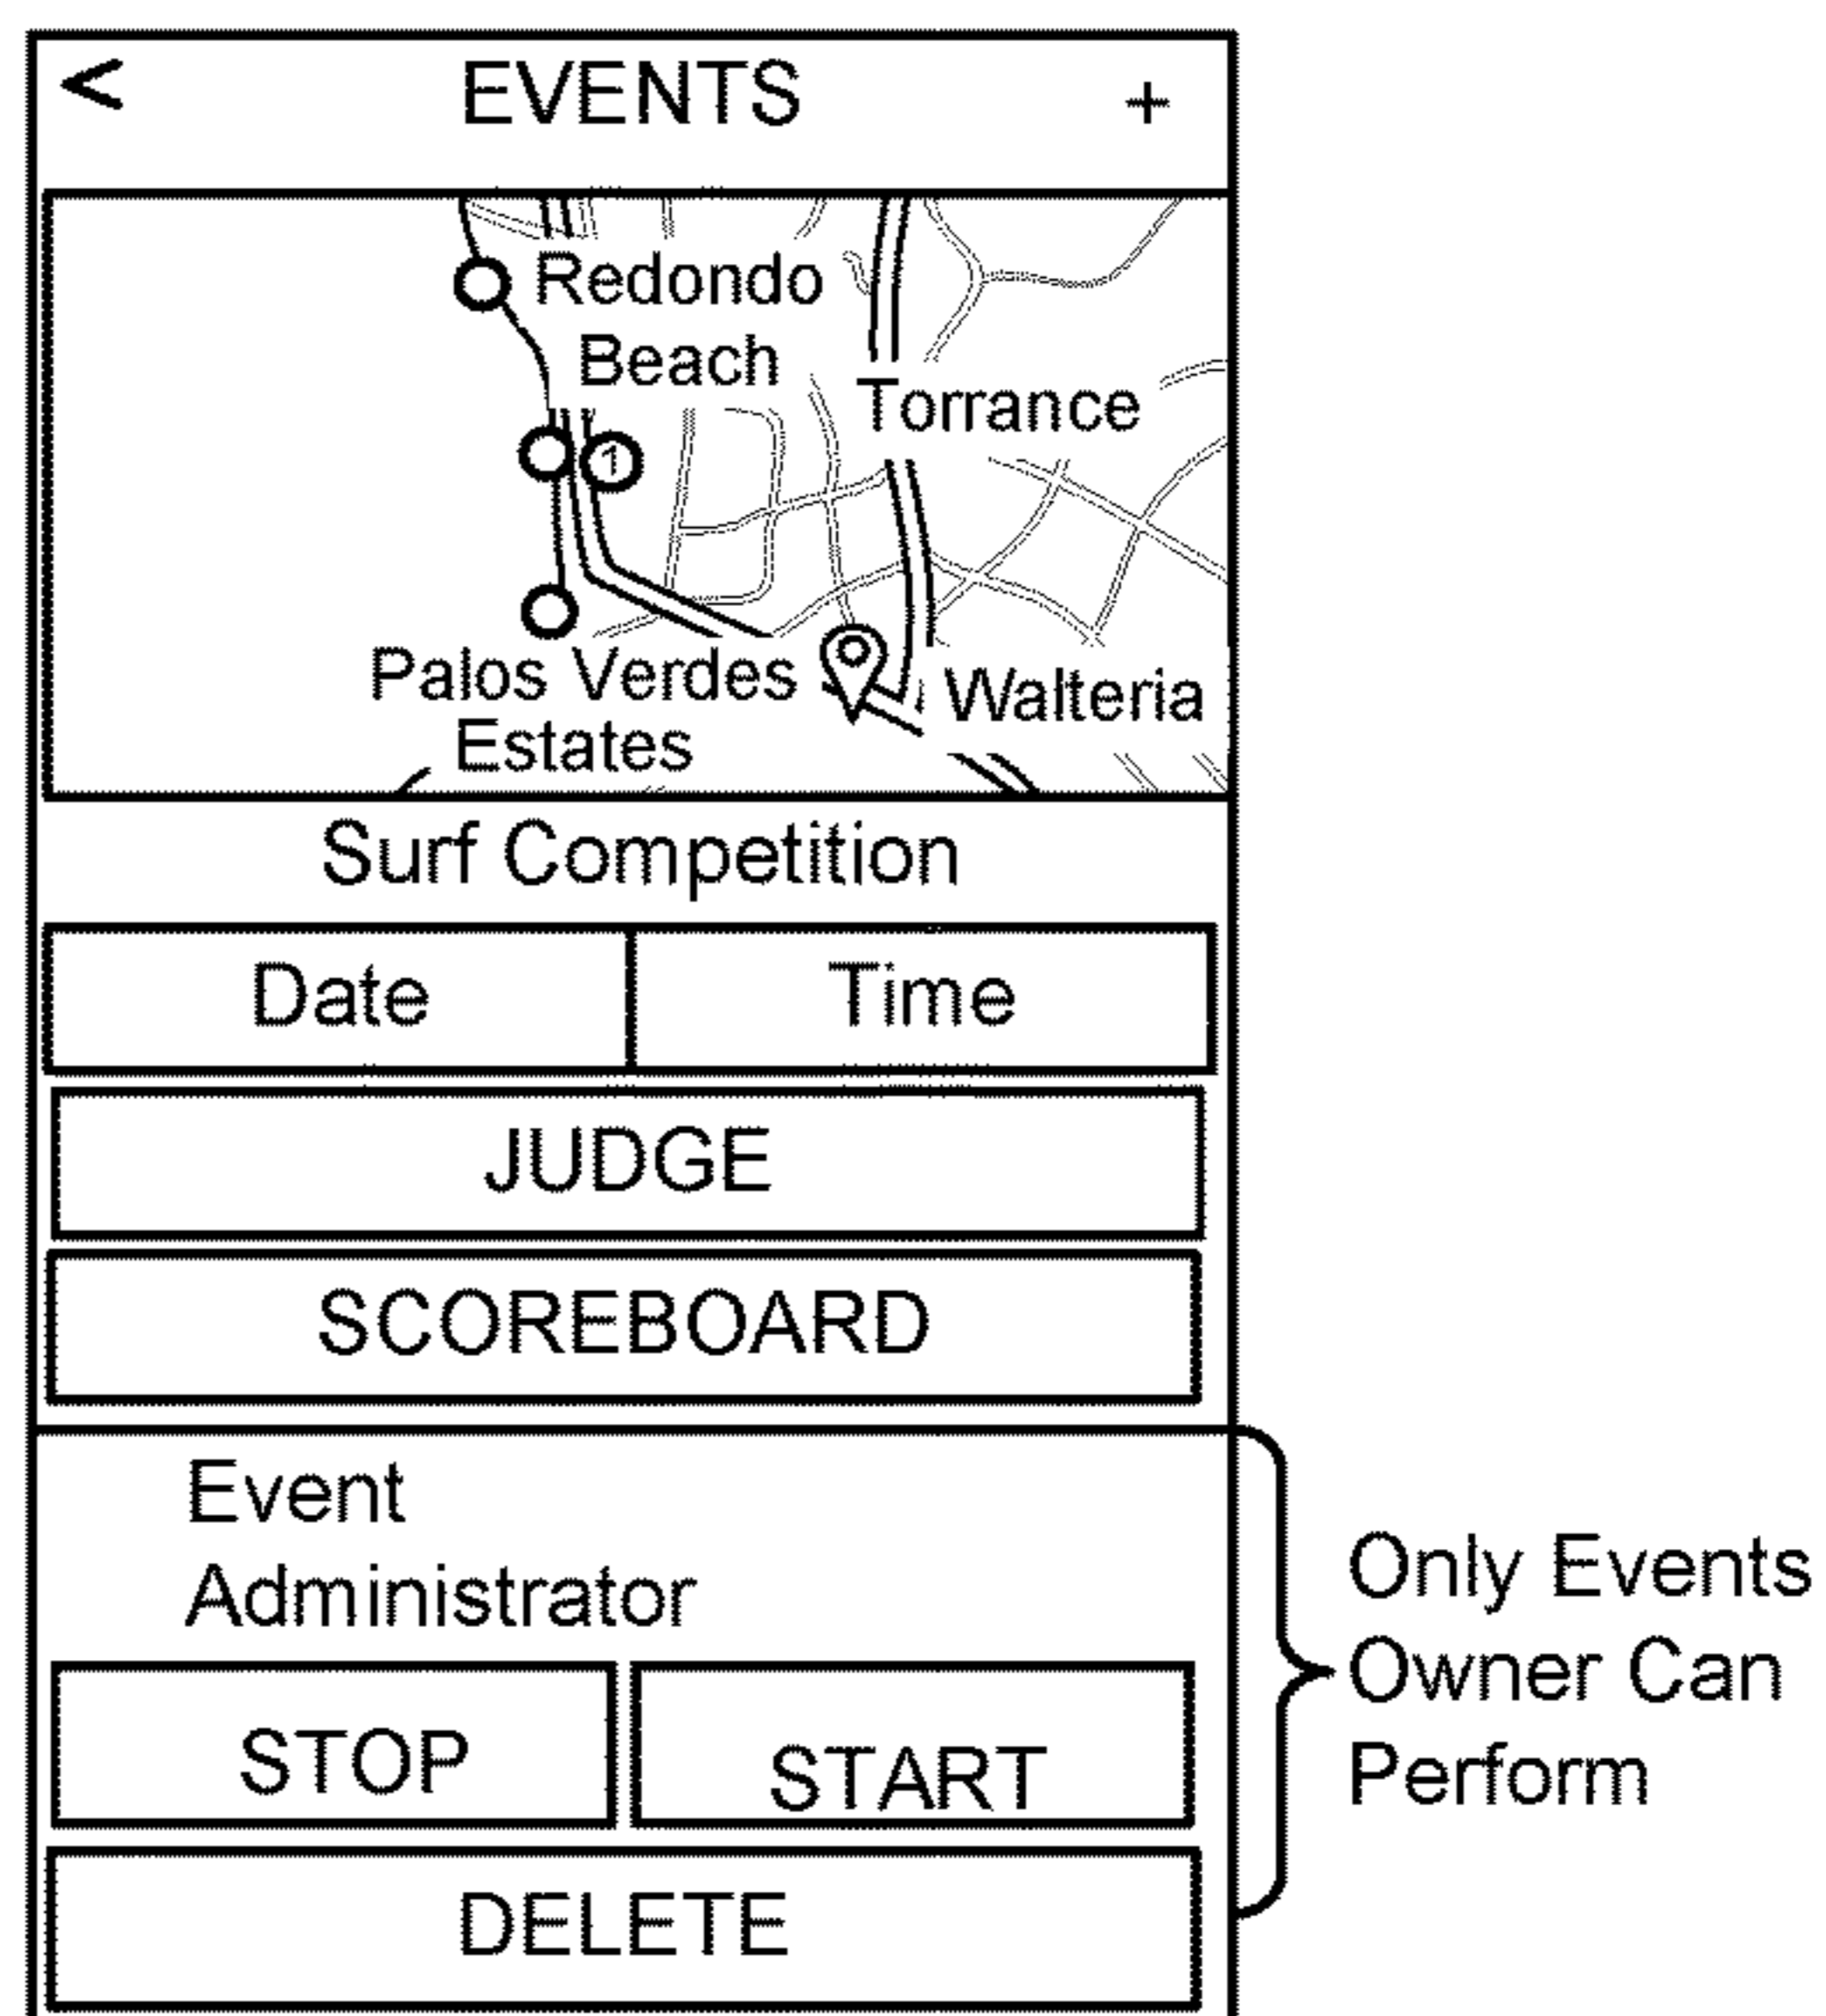 < EVENTS +
Redondo
Beach
Torrance
1
Palos Verdes
Estates
Walteria
Surf Competition
Date Time
JUDGE
SCOREBOARD
Event
Administrator
STOP START
DELETE
Only Events
Owner Can
Perform